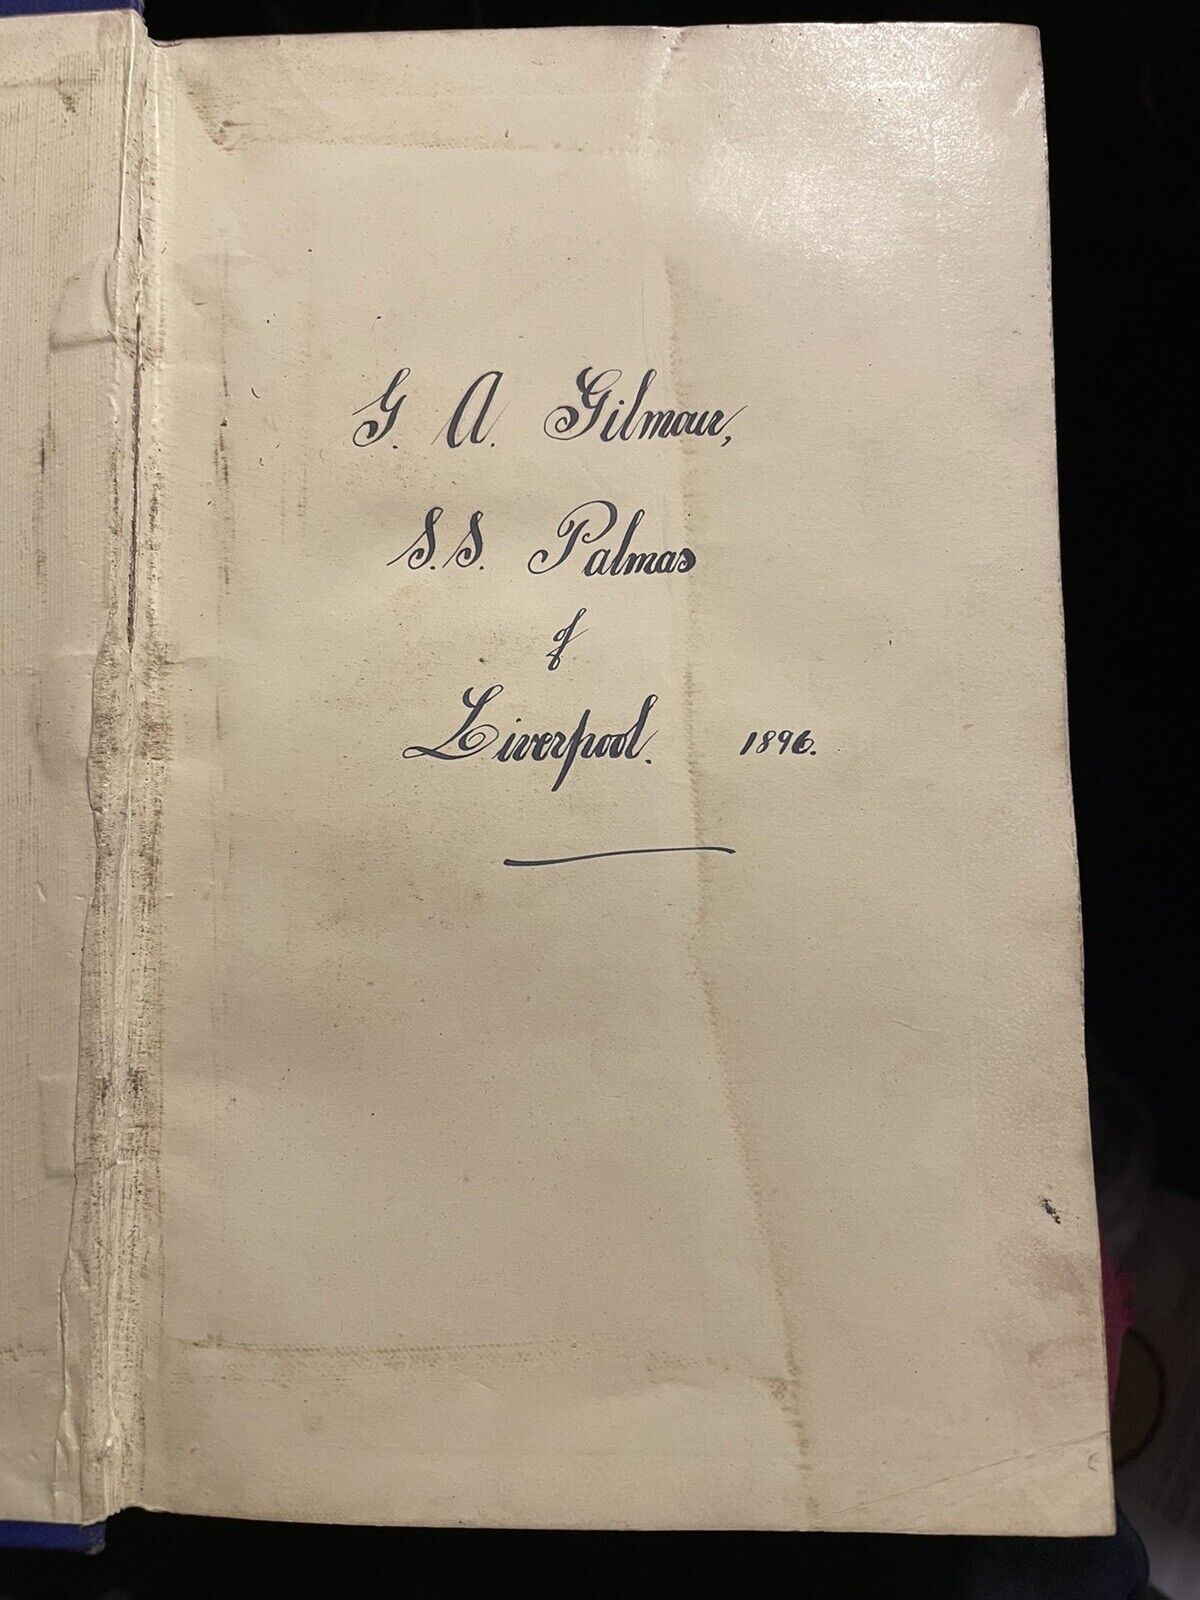 G. A. Gilmour,
S.S. Palmas
of
Liverpool. 1896.